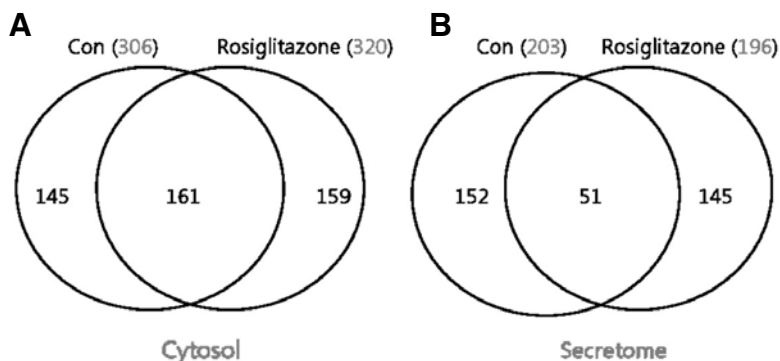 A
Con (306) Rosiglitazone (320)
145 161 159
Cytosol
B
Con (203) Rosiglitazone (196)
152 51 145
Secretome